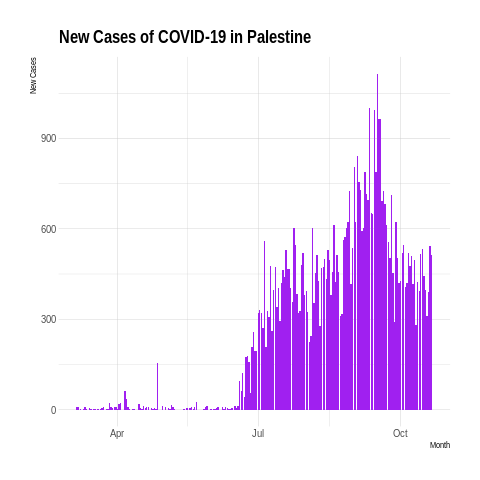 New Cases of COVID-19 in Palestine
New Cases
900
600
300
0
Apr Jul Oct
Month